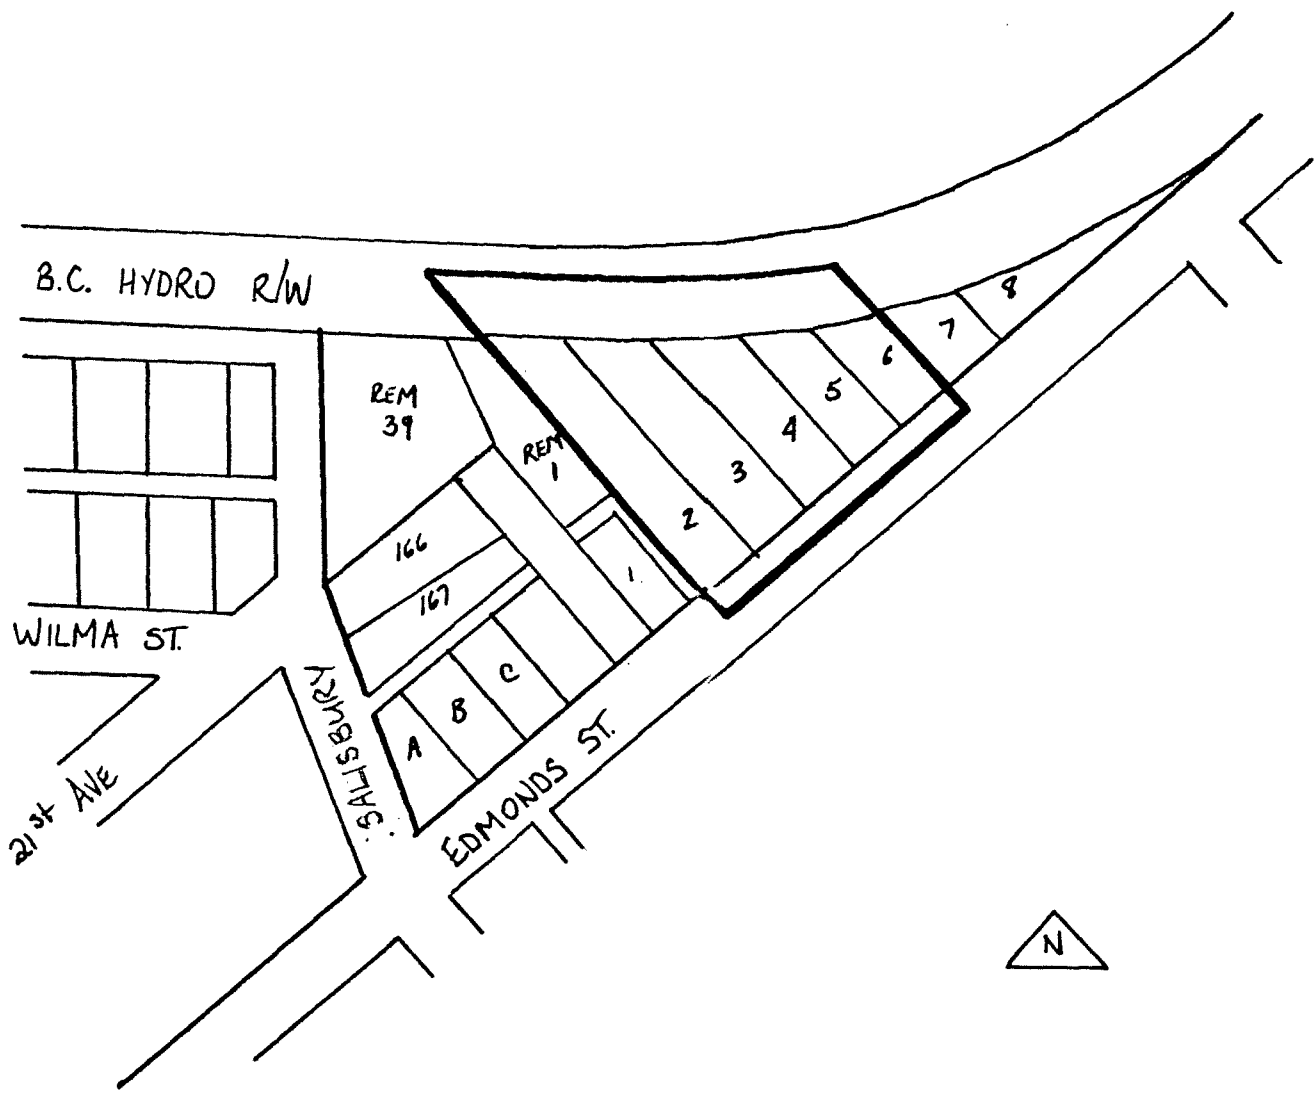 B.C. HYDRO R/W
REM
39
REM
1
8
7
6
5
4
3
2
1
166
167
WILMA ST.
SALISBURY
C
B
A
21st AVE
EDMONDS ST.
N